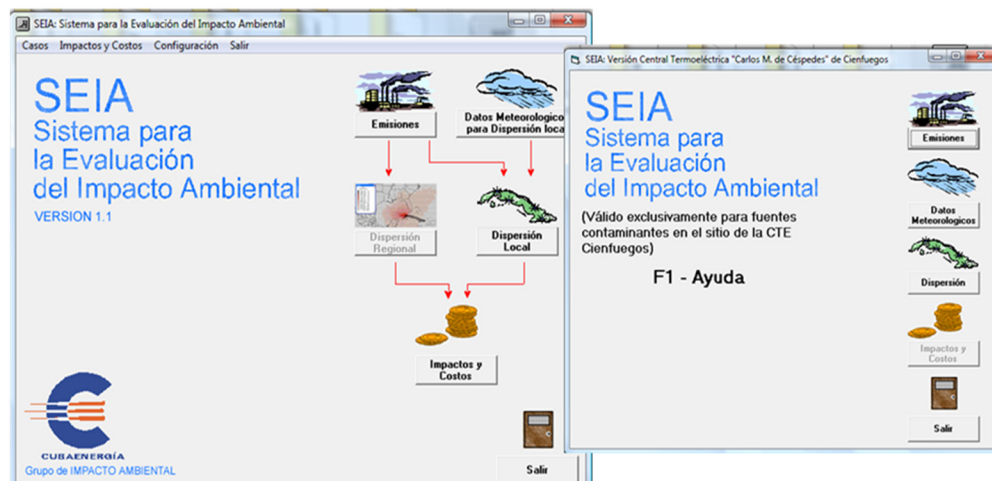 SEIA: Sistema para la Evaluación del Impacto Ambiental
Casos Impactos y Costos Configuración Salir
SEIA
Sistema para
la Evaluación
del Impacto Ambiental
VERSION 1.1
Emisiones
Datos Meteorologico
para Dispersión loca
Dispersión
Regional
Dispersión
Local
Impactos y
Costos
Salir
CUBAENERGÍA
Grupo de IMPACTO AMBIENTAL
SEIA: Versión Central Termoeléctrica "Carlos M. de Céspedes" de Cienfuegos
SEIA
Sistema para
la Evaluación
del Impacto Ambiental
(Válido exclusivamente para fuentes
contaminantes en el sitio de la CTE
Cienfuegos)
F1 - Ayuda
Emisiones
Datos
Meteorologicos
Dispersión
Impactos y
Costos
Salir